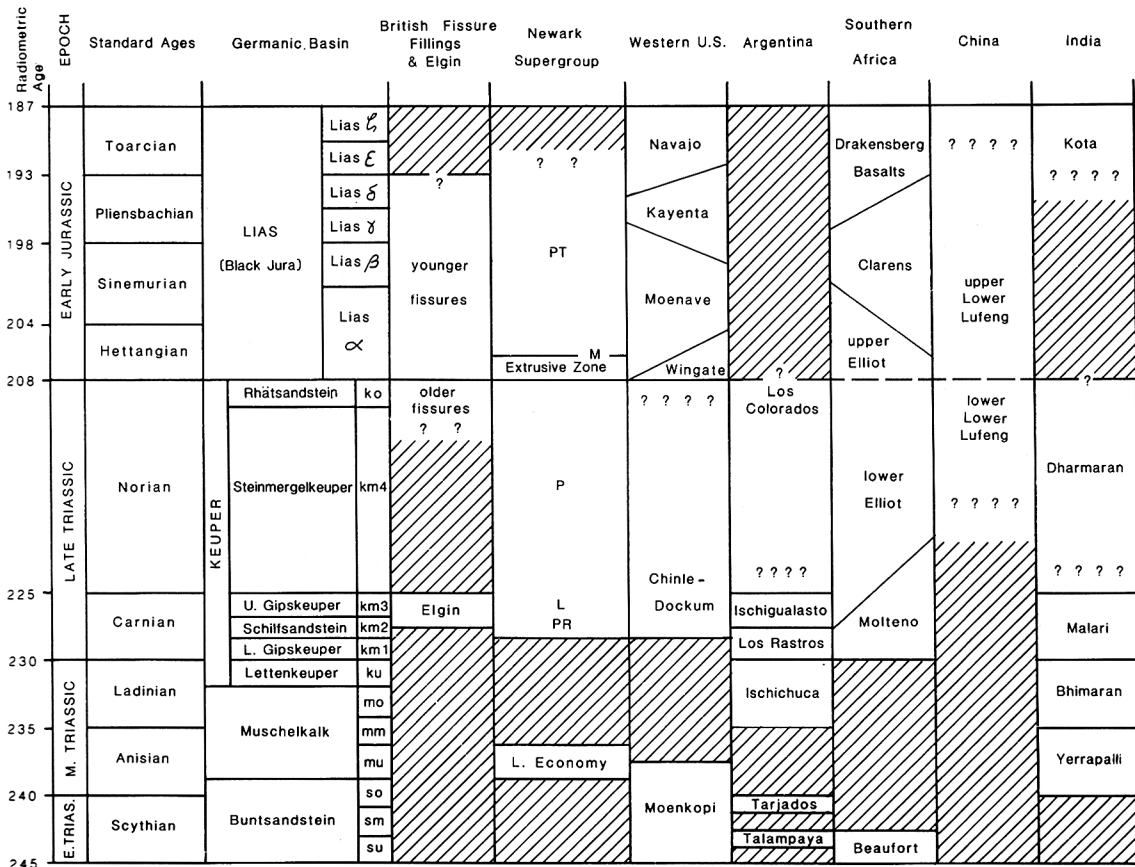 Radiometric Age
EPOCH
Standard Ages
Germanic Basin
British Fissure
Fillings
& Elgin
Newark
Supergroup
Western U.S.
Argentina
Southern
Africa
China
India
187
193
198
204
208
225
230
235
240
245
EARLY JURASSIC
LATE TRIASSIC
M. TRIASSIC
E.TRIAS.
Toarcian
Pliensbachian
Sinemurian
Hettangian
Norian
Carnian
Ladinian
Anisian
Scythian
LIAS
(Black Jura)
Lias ζ
Lias ε
Lias δ
Lias γ
Lias β
Lias
α
KEUPER
Rhätsandstein
ko
Steinmergelkeuper
km4
U. Gipskeuper
km3
Schilfsandstein
km2
L. Gipskeuper
km1
Lettenkeuper
ku
Muschelkalk
mo
mm
mu
Buntsandstein
so
sm
su
?
younger
fissures
older
fissures
? ?
Elgin
? ?
PT
M
Extrusive Zone
P
L
PR
L. Economy
Navajo
Kayenta
Moenave
Wingate
? ? ? ?
Chinle-
Dockum
Moenkopi
?
Los
Colorados
? ? ? ?
Ischigualasto
Los Rastros
Ischichuca
Tarjados
Talampaya
Drakensberg
Basalts
Clarens
upper
Elliot
lower
Elliot
Molteno
Beaufort
? ? ? ?
upper
Lower
Lufeng
lower
Lower
Lufeng
? ? ? ?
Kota
? ? ? ?
?
Dharmaran
? ? ? ?
Malari
Bhimaran
Yerrapalli